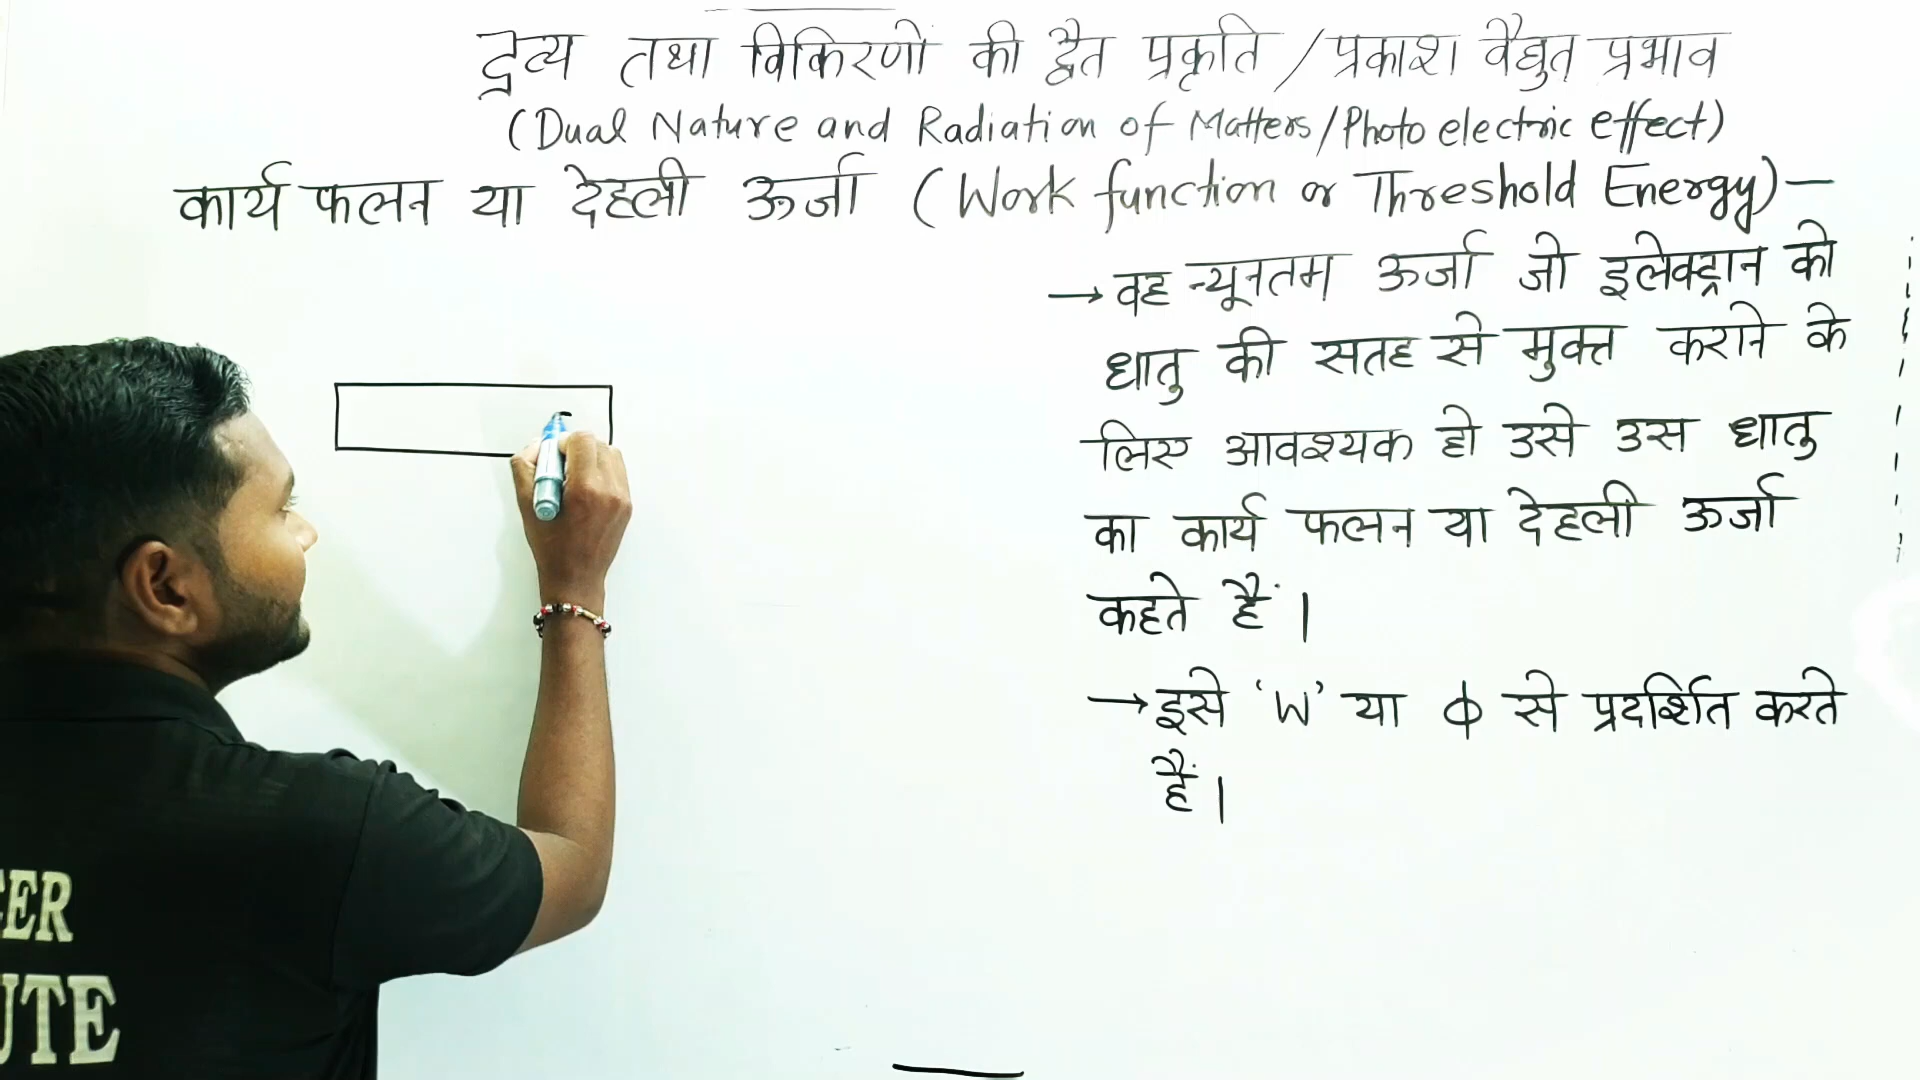 द्रव्य तथा विकिरणों की द्वैत प्रकृति / प्रकाश वैद्युत प्रभाव
(Dual Nature and Radiation of Matters/Photo electric effect)
कार्य फलन या देहली ऊर्जा (Work function or Threshold Energy)—
→ वह न्यूनतम ऊर्जा जो इलेक्ट्रान को
धातु की सतह से मुक्त कराने के
लिए आवश्यक हो उसे उस धातु
का कार्य फलन या देहली ऊर्जा
कहते हैं।
→ इसे 'W' या ϕ से प्रदर्शित करते
हैं।
ER
UTE